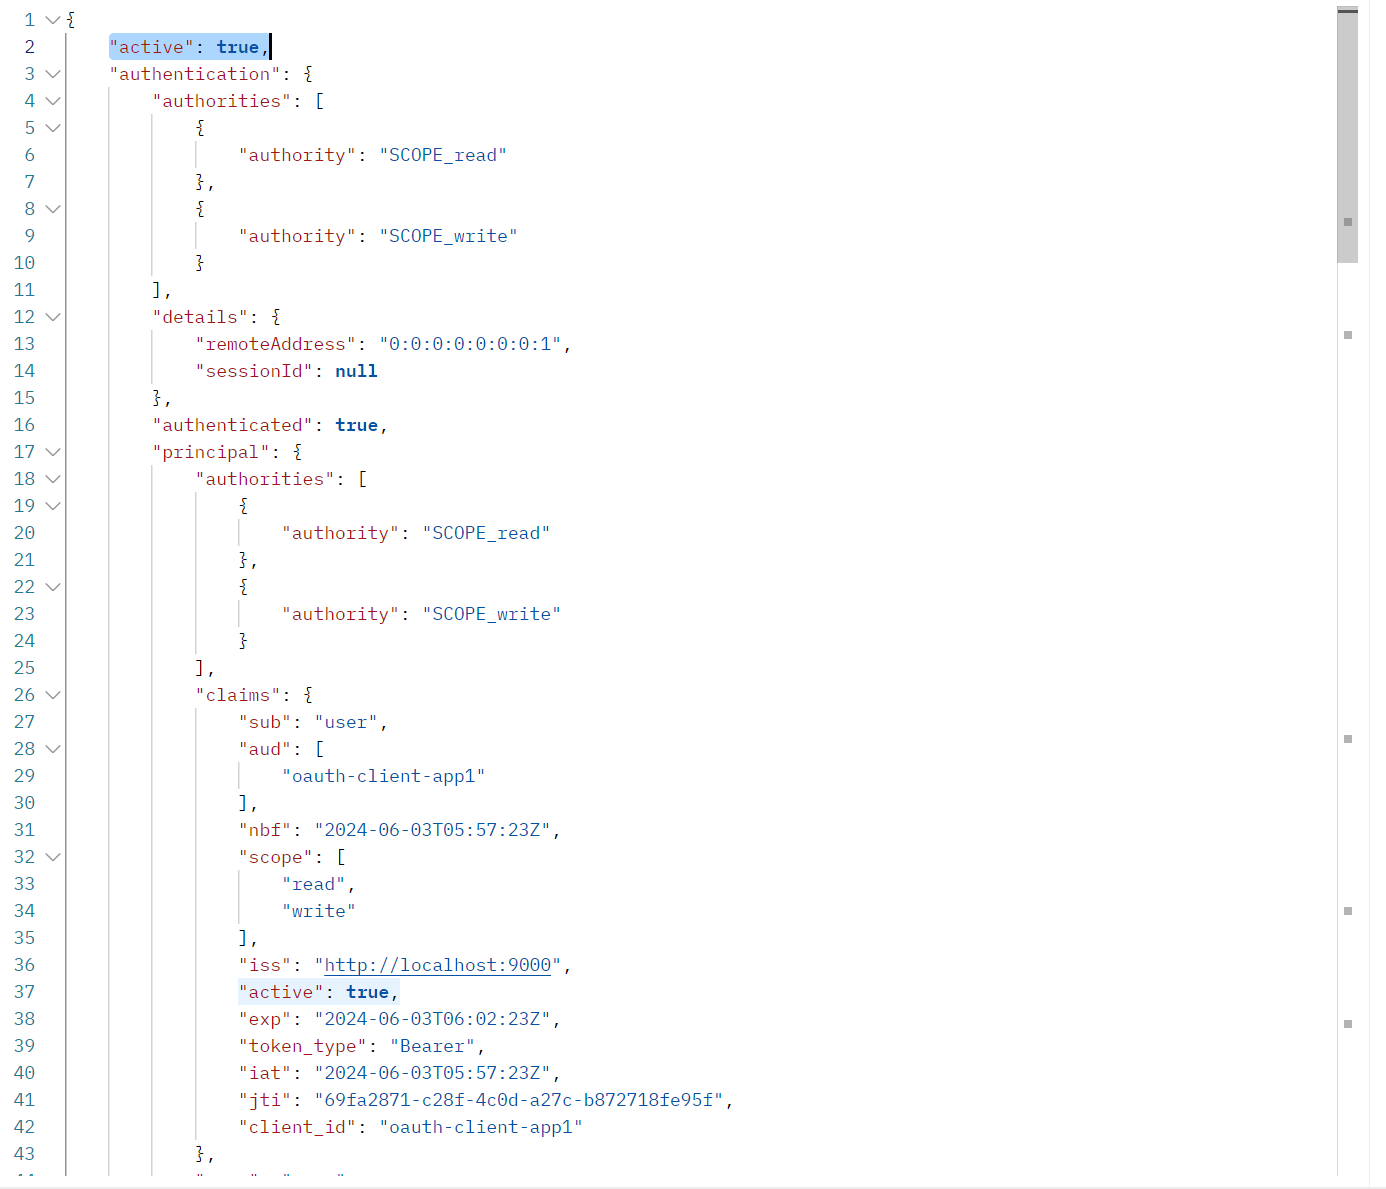 1 {
2     "active": true,
3     "authentication": {
4         "authorities": [
5             {
6                 "authority": "SCOPE_read"
7             },
8             {
9                 "authority": "SCOPE_write"
10             }
11         ],
12         "details": {
13             "remoteAddress": "0:0:0:0:0:0:0:1",
14             "sessionId": null
15         },
16         "authenticated": true,
17         "principal": {
18             "authorities": [
19                 {
20                     "authority": "SCOPE_read"
21                 },
22                 {
23                     "authority": "SCOPE_write"
24                 }
25             ],
26             "claims": {
27                 "sub": "user",
28                 "aud": [
29                     "oauth-client-app1"
30                 ],
31                 "nbf": "2024-06-03T05:57:23Z",
32                 "scope": [
33                     "read",
34                     "write"
35                 ],
36                 "iss": "http://localhost:9000",
37                 "active": true,
38                 "exp": "2024-06-03T06:02:23Z",
39                 "token_type": "Bearer",
40                 "iat": "2024-06-03T05:57:23Z",
41                 "jti": "69fa2871-c28f-4c0d-a27c-b872718fe95f",
42                 "client_id": "oauth-client-app1"
43             },